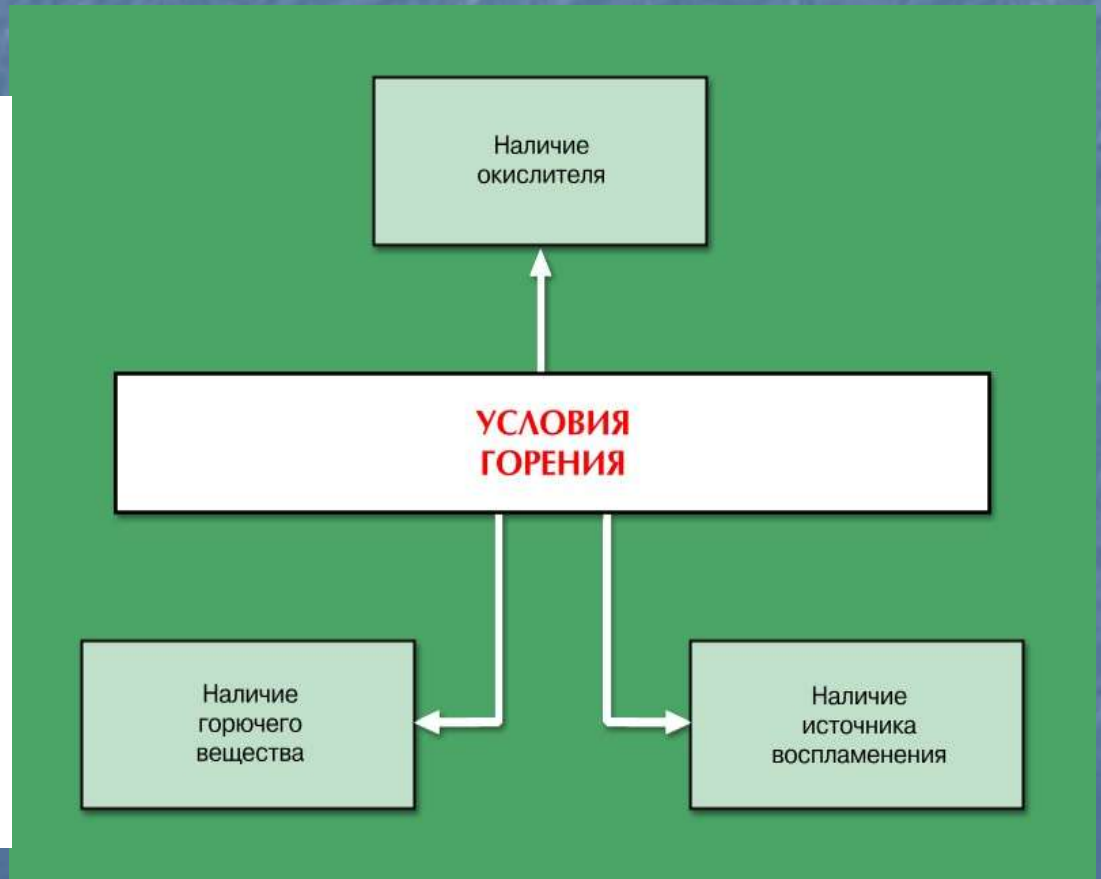 Наличие
окислителя
УСЛОВИЯ
ГОРЕНИЯ
Наличие
горючего
вещества
Наличие
источника
воспламенения